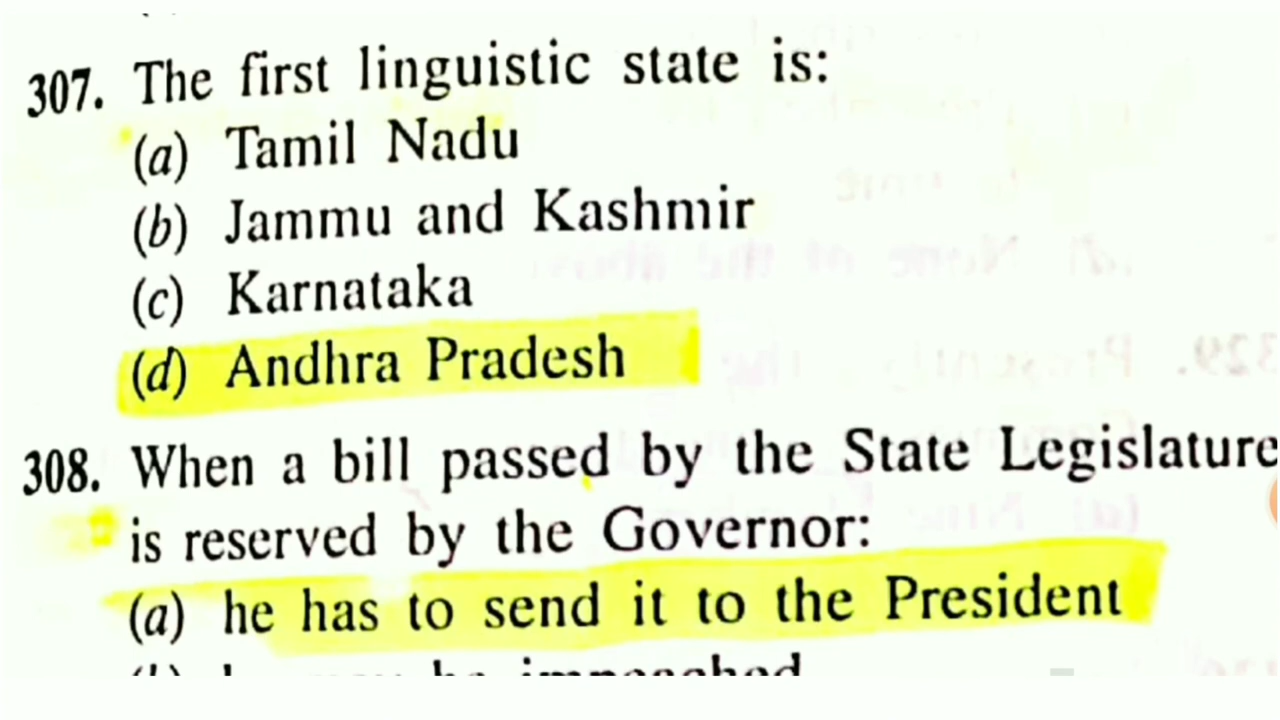 307. The first linguistic state is:
(a) Tamil Nadu
(b) Jammu and Kashmir
(c) Karnataka
(d) Andhra Pradesh
308. When a bill passed by the State Legislature
is reserved by the Governor:
(a) he has to send it to the President